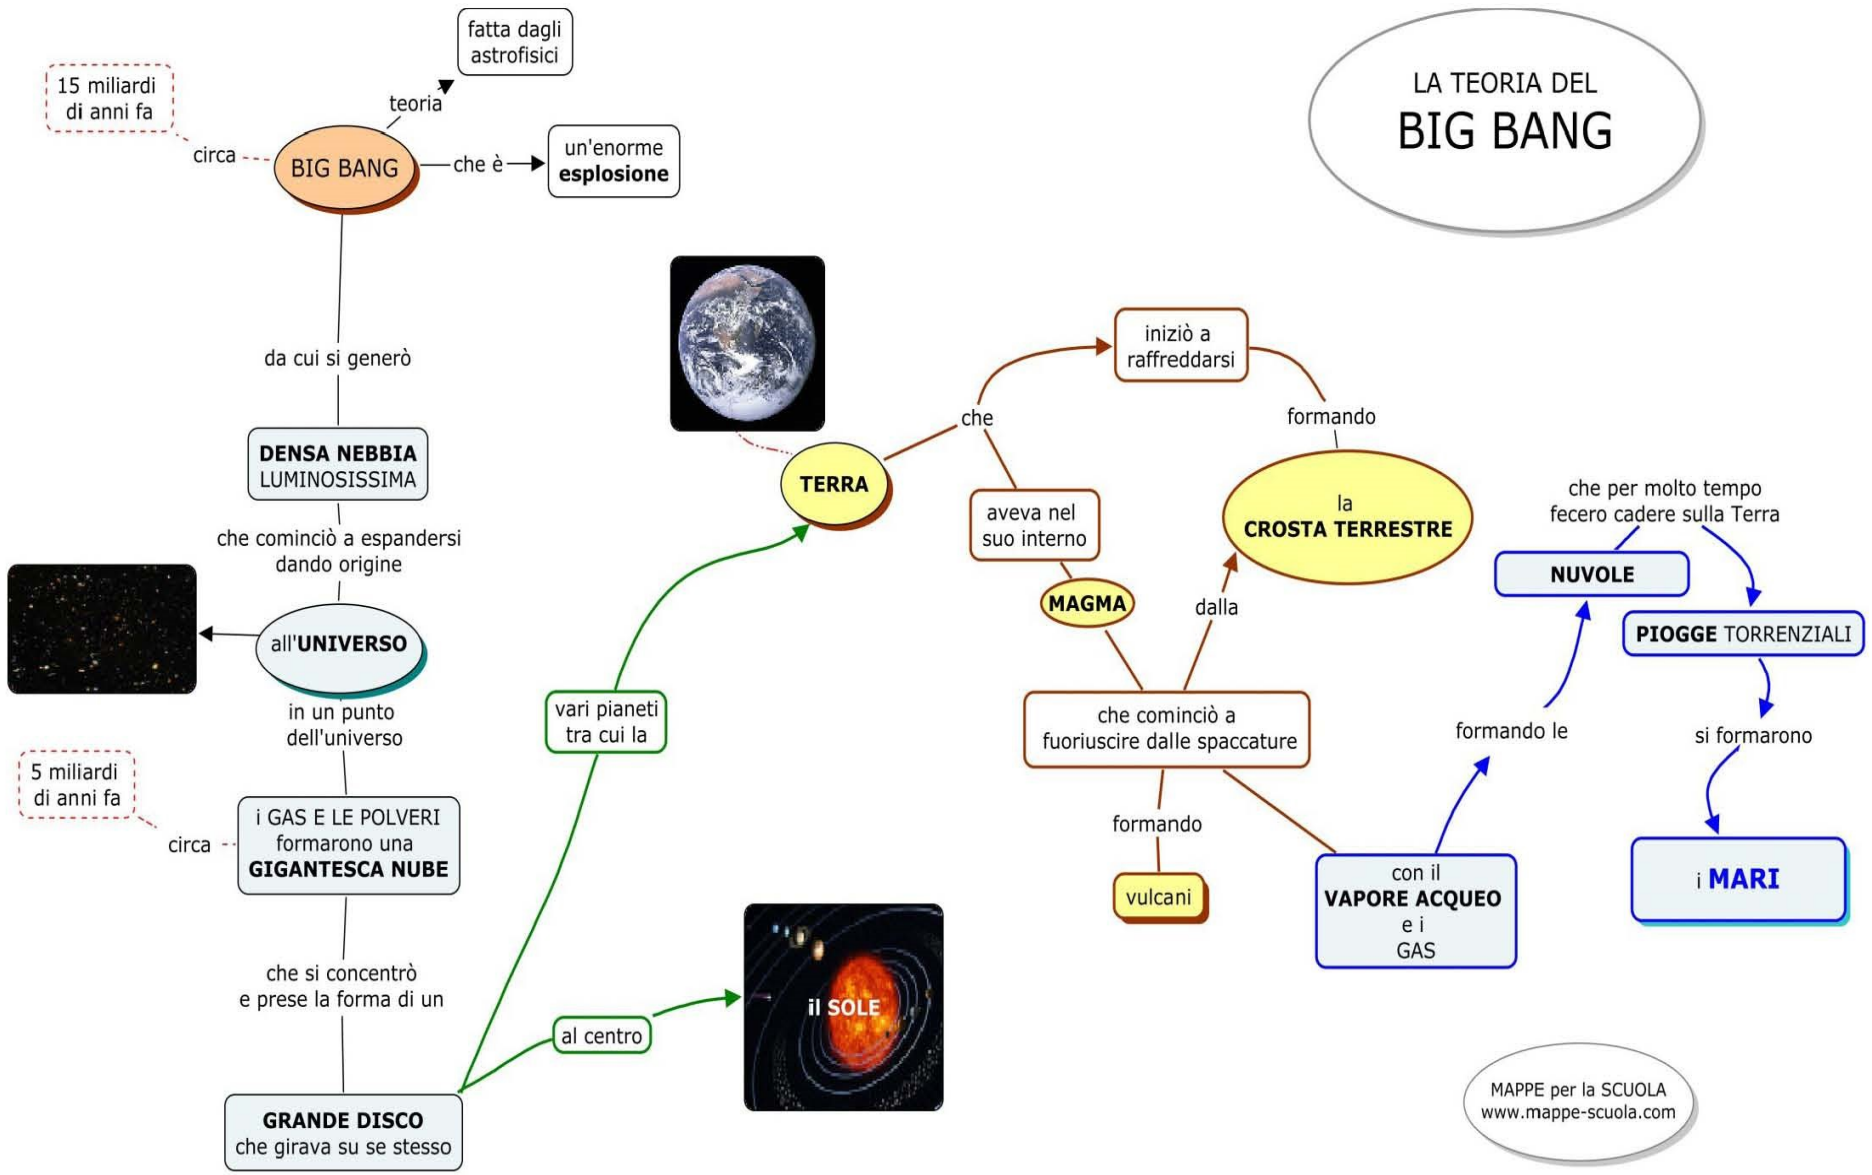 LA TEORIA DEL
BIG BANG
fatta dagli
astrofisici
15 miliardi
di anni fa
teoria
circa
BIG BANG
che è
un'enorme
esplosione
da cui si generò
DENSA NEBBIA
LUMINOSISSIMA
che cominciò a espandersi
dando origine
all'UNIVERSO
in un punto
dell'universo
5 miliardi
di anni fa
circa
i GAS E LE POLVERI
formarono una
GIGANTESCA NUBE
che si concentrò
e prese la forma di un
GRANDE DISCO
che girava su se stesso
al centro
il SOLE
vari pianeti
tra cui la
TERRA
che
iniziò a
raffreddarsi
formando
la
CROSTA TERRESTRE
aveva nel
suo interno
MAGMA
dalla
che cominciò a
fuoriuscire dalle spaccature
formando
vulcani
con il
VAPORE ACQUEO
e i
GAS
formando le
NUVOLE
che per molto tempo
fecero cadere sulla Terra
PIOGGE TORRENZIALI
si formarono
i MARI
MAPPE per la SCUOLA
www.mappe-scuola.com